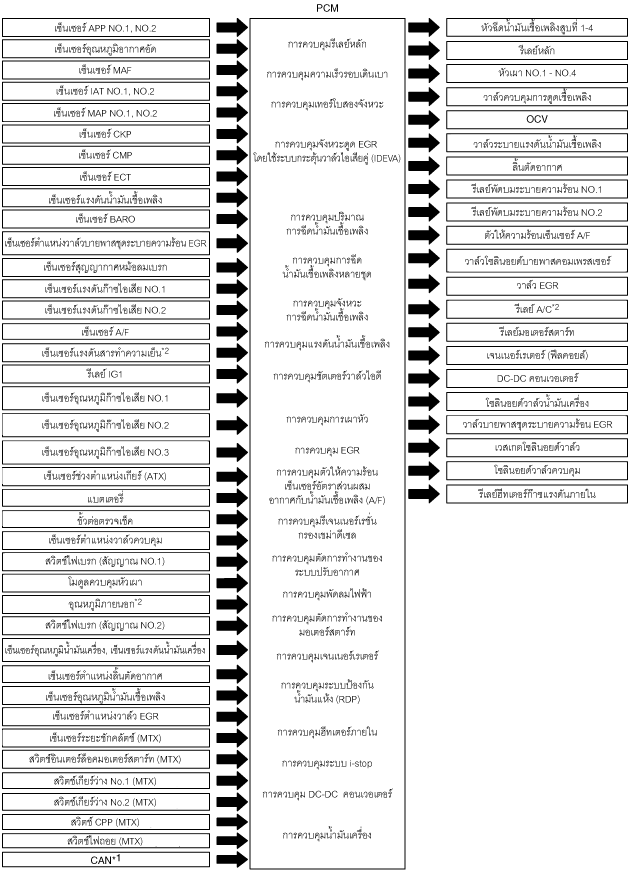 PCM
เซ็นเซอร์ APP NO.1, NO.2
เซ็นเซอร์อุณหภูมิอากาศอัด
เซ็นเซอร์ MAF
เซ็นเซอร์ IAT NO.1, NO.2
เซ็นเซอร์ MAP NO.1, NO.2
เซ็นเซอร์ CKP
เซ็นเซอร์ CMP
เซ็นเซอร์ ECT
เซ็นเซอร์แรงดันน้ำมันเชื้อเพลิง
เซ็นเซอร์ BARO
เซ็นเซอร์ตำแหน่งวาล์วบายพาสชุดระบายความร้อน EGR
เซ็นเซอร์สุญญากาศหม้อลมเบรก
เซ็นเซอร์แรงดันก๊าซไอเสีย NO.1
เซ็นเซอร์แรงดันก๊าซไอเสีย NO.2
เซ็นเซอร์ A/F
เซ็นเซอร์แรงดันสารทำความเย็น*2
รีเลย์ IG1
เซ็นเซอร์อุณหภูมิก๊าซไอเสีย NO.1
เซ็นเซอร์อุณหภูมิก๊าซไอเสีย NO.2
เซ็นเซอร์อุณหภูมิก๊าซไอเสีย NO.3
เซ็นเซอร์ช่วงตำแหน่งเกียร์ (ATX)
แบตเตอรี่
ขั้วต่อตรวจเช็ค
เซ็นเซอร์ตำแหน่งวาล์วควบคุม
สวิตช์ไฟเบรก (สัญญาณ NO.1)
โมดูลควบคุมหัวเผา
อุณหภูมิภายนอก*2
สวิตช์ไฟเบรก (สัญญาณ NO.2)
เซ็นเซอร์อุณหภูมิน้ำมันเครื่อง, เซ็นเซอร์แรงดันน้ำมันเครื่อง
เซ็นเซอร์ตำแหน่งลิ้นตัดอากาศ
เซ็นเซอร์อุณหภูมิน้ำมันเชื้อเพลิง
เซ็นเซอร์ตำแหน่งวาล์ว EGR
เซ็นเซอร์ระยะชักคลัตช์ (MTX)
สวิตช์อินเตอร์ล็อคมอเตอร์สตาร์ท (MTX)
สวิตช์เกียร์ว่าง No.1 (MTX)
สวิตช์เกียร์ว่าง No.2 (MTX)
สวิตช์ CPP (MTX)
สวิตช์ไฟถอย (MTX)
CAN*1
การควบคุมรีเลย์หลัก
การควบคุมความเร็วรอบเดินเบา
การควบคุมเทอร์โบสองจังหวะ
การควบคุมจังหวะดูด EGR
โดยใช้ระบบกระตุ้นวาล์วไอเสียคู่ (IDEVA)
การควบคุมปริมาณ
การฉีดน้ำมันเชื้อเพลิง
การควบคุมการฉีด
น้ำมันเชื้อเพลิงหลายชุด
การควบคุมจังหวะ
การฉีดน้ำมันเชื้อเพลิง
การควบคุมแรงดันน้ำมันเชื้อเพลิง
การควบคุมชัตเตอร์วาล์วไอดี
การควบคุมการเผาหัว
การควบคุม EGR
การควบคุมตัวให้ความร้อน
เซ็นเซอร์อัตราส่วนผสม
อากาศกับน้ำมันเชื้อเพลิง (A/F)
การควบคุมรีเจนเนอร์เรชั่น
กรองเขม่าดีเซล
การควบคุมตัดการทำงานของ
ระบบปรับอากาศ
การควบคุมพัดลมไฟฟ้า
การควบคุมตัดการทำงานของ
มอเตอร์สตาร์ท
การควบคุมเจนเนอร์เรเตอร์
การควบคุมระบบป้องกัน
น้ำมันแห้ง (RDP)
การควบคุมฮีทเตอร์ภายใน
การควบคุมระบบ i-stop
การควบคุม DC-DC คอนเวอเตอร์
การควบคุมน้ำมันเครื่อง
หัวฉีดน้ำมันเชื้อเพลิงสูบที่ 1-4
รีเลย์หลัก
หัวเผา NO.1 - NO.4
วาล์วควบคุมการดูดเชื้อเพลิง
OCV
วาล์วระบายแรงดันน้ำมันเชื้อเพลิง
ลิ้นตัดอากาศ
รีเลย์พัดบมระบายความร้อน NO.1
รีเลย์พัดบมระบายความร้อน NO.2
ตัวให้ความร้อนเซ็นเซอร์ A/F
วาล์วโซลินอยด์บายพาสคอมเพรสเซอร์
วาล์ว EGR
รีเลย์ A/C*2
รีเลย์มอเตอร์สตาร์ท
เจนเนอร์เรเตอร์ (ฟีลคอยล์)
DC-DC คอนเวอเตอร์
โซลินอยด์วาล์วน้ำมันเครื่อง
วาล์วบายพาสชุดระบายความร้อน EGR
เวสเกตโซลินอยด์วาล์ว
โซลินอยด์วาล์วควบคุม
รีเลย์ฮีทเตอร์ก๊าซแรงดันภายใน